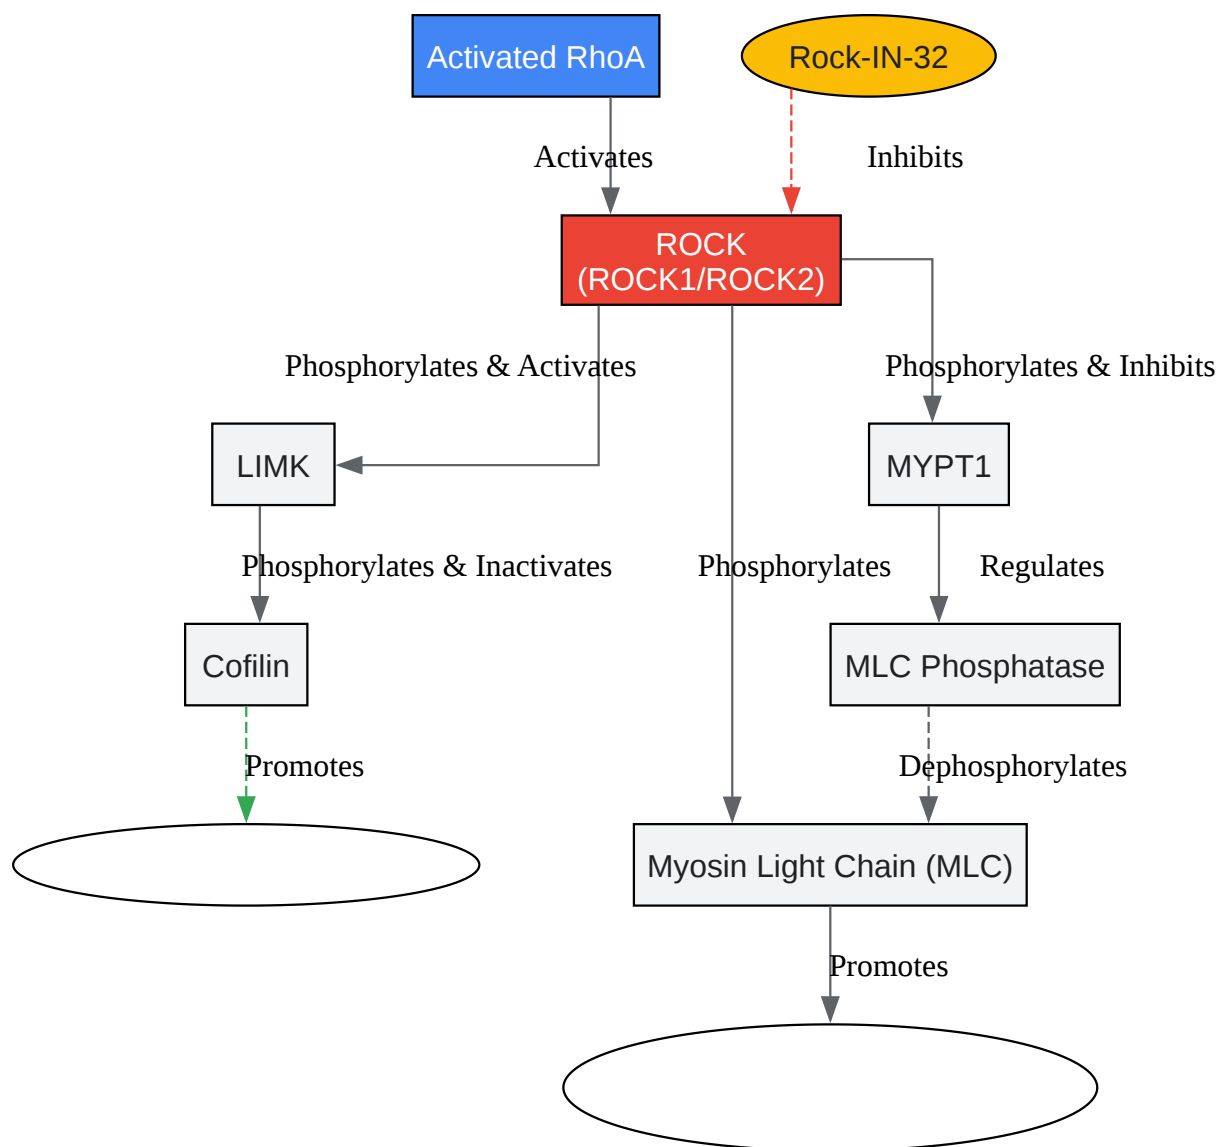 Activated RhoA
Rock-IN-32
Activates
Inhibits
ROCK
(ROCK1/ROCK2)
Phosphorylates & Activates
Phosphorylates & Inhibits
LIMK
MYPT1
Phosphorylates & Inactivates
Phosphorylates
Regulates
Cofilin
MLC Phosphatase
Promotes
Dephosphorylates
Myosin Light Chain (MLC)
Promotes